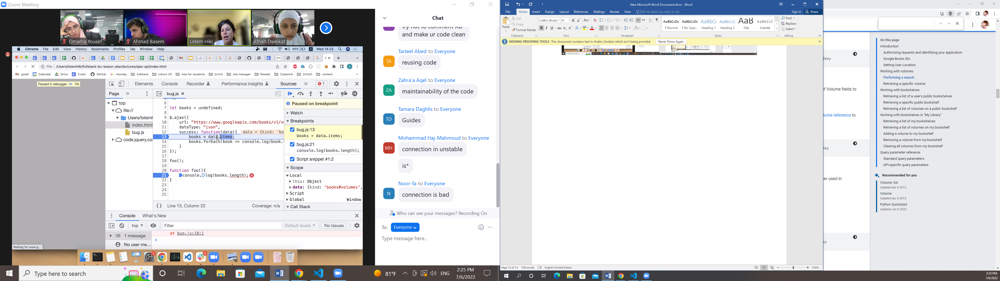 Zoom Meeting
Omama Yousef
Ahmad Basem
Lotem Hiki
Afnan Dweikat
Chrome File Edit View History Bookmarks Profiles Tab Window Help
95% Wed 14:23
File /Users/lotemhiki/fullstack-bc-lesson-plan/lectures/ajax-api/index.html
gmail Calendar Drive Codio GitHub monday fullstack cohort 23 mac for students מיונים Job manager Rawabi CyberArk לקוחות content
Paused in debugger
Elements Console Recorder Performance insights Sources 1
Page
bug.js
top
file://
Users/lotemh
index.html
bug.js
code.jquery.co
6
7 let books = undefined;
8
9 $.ajax({
10 url: "https://www.googleapis.com/books/v1/vo
11 dataType: "json",
12 success: function(data){ data = {kind: 'bo
13 books = data.items;
14 books.forEach(book => console.log(book.v
15 }
16 });
17
18 foo();
19
20 function foo(){
21 console.log(books.length);
22 }
23
24
25
{} Line 13, Column 22 Coverage: n/a
Paused on breakpoint
Watch
Breakpoints
bug.js:13
books = data.items;
bug.js:21
console.log(books.length);
Script snippet #1:2
Scope
Local
this: Object
data: {kind: 'books#volumes',
Script
Global Window
Call Stack
Console What's New
top Filter Default levels No Issues
1 message
No user me...
at bug.js:18:1
Waiting for www.g...
2
4
Chat
try not to comment XD
and make ur code clean
Tarteel Abed to Everyone
TA
reusing code
Zahra'a Aqel to Everyone
ZA
maintainability of the code
Tamara Daghlis to Everyone
TD
Guides
Mohammad Haj-Mahmoud to Everyone
MH
connection in unstable
is*
Noor-fa to Everyone
N
connection is bad
Who can see your messages? Recording On
To: Everyone
Type message here...
Type here to search
81°F
ENG
2:25 PM
7/6/2022
New Microsoft Word Document.docx - Word
File Home Insert Design Layout References Mailings Review View Tell me what you want to do...
Sign in Share
Paste
Cut
Copy
Format Painter
Clipboard
Calibri (Body) 10
Font
Paragraph
AaBbCcDc AaBbCcDc AaBbCc AaBbCcE AaB AaBbCcE
¶ Normal ¶ No Spac... Heading 1 Heading 2 Title Subtitle
Styles
Find
Replace
Select
Editing
MISSING PROOFING TOOLS This document contains text in Arabic (Jordan) which isn't being proofed. Never Show Again
Page 13 of 13 108 words English (United States)
120%
of Volume fields to
lume reference to
ter used in
On this page
Introduction
Authorizing requests and identifying your application
Google Books IDs
Setting User Location
Working with volumes
Performing a search
Retrieving a specific volume
Working with bookshelves
Retrieving a list of a user's public bookshelves
Retrieving a specific public bookshelf
Retrieving a list of volumes on a public bookshelf
Working with bookshelves in "My Library"
Retrieving a list of my bookshelves
Retrieving a list of volumes on my bookshelf
Adding a volume to my bookshelf
Removing a volume from my bookshelf
Clearing all volumes from my bookshelf
Query parameter reference
Standard query parameters
API-specific query parameters
Recommended for you
Volume: list
Updated Apr 4, 2012
Volume
Updated Apr 4, 2012
Python Quickstart
Updated Jun 9, 2022
2:25 PM
7/6/2022